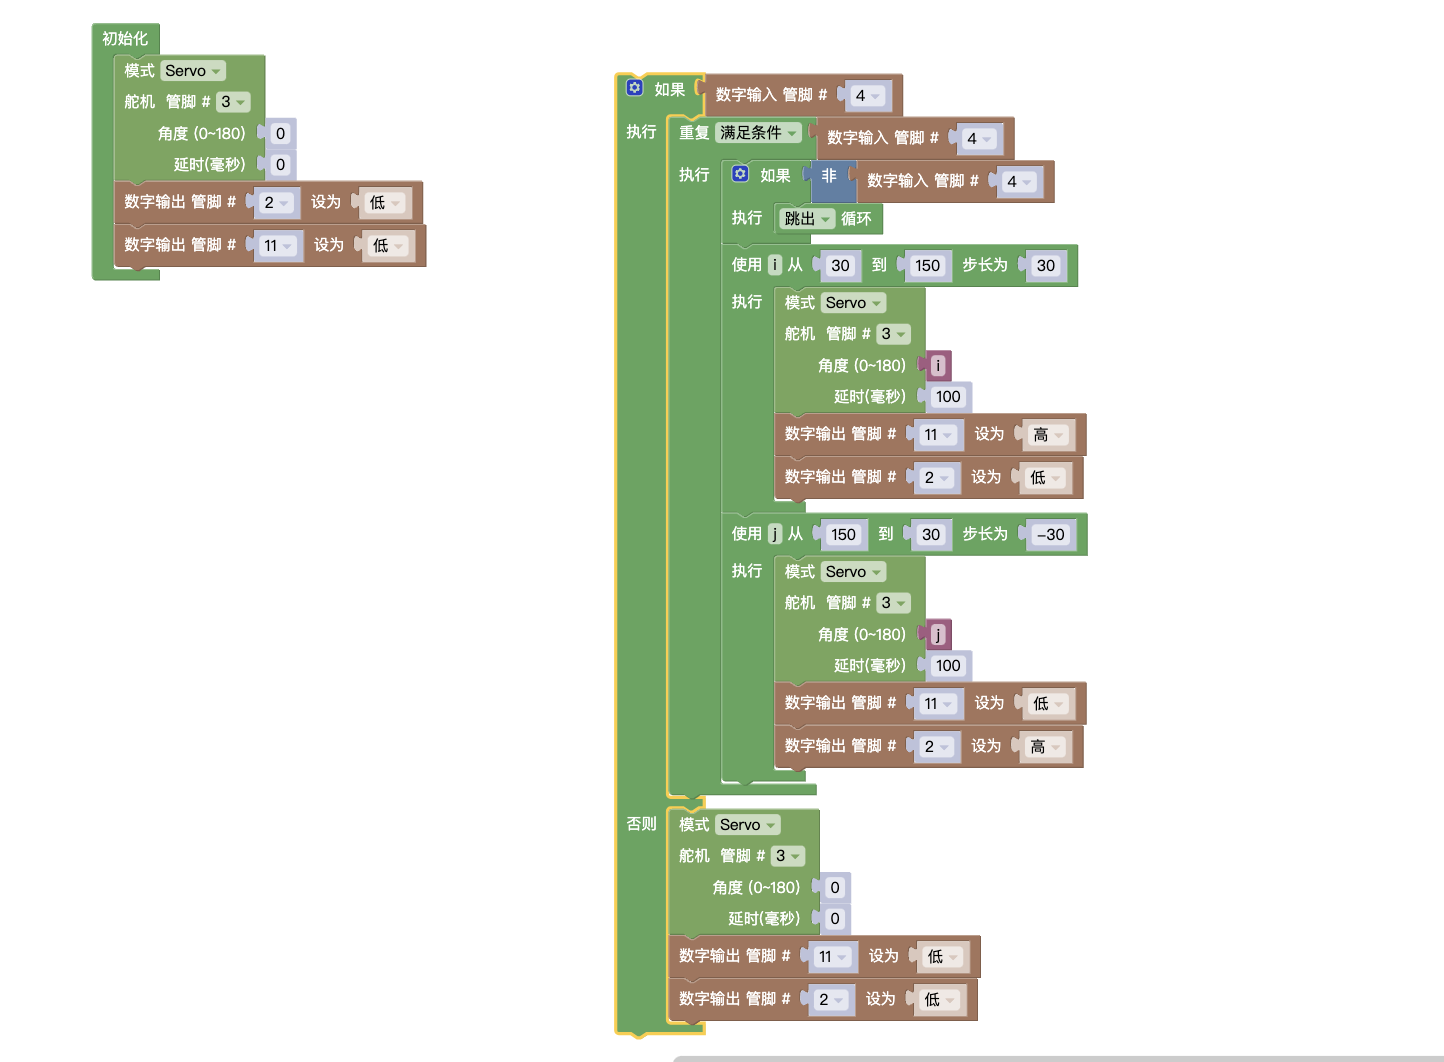 初始化
模式 Servo
舵机 管脚 # 3
角度 (0~180) 0
延时(毫秒) 0
数字输出 管脚 # 2 设为 低
数字输出 管脚 # 11 设为 低
如果 数字输入 管脚 # 4
执行 重复 满足条件 数字输入 管脚 # 4
执行 如果 非 数字输入 管脚 # 4
执行 跳出 循环
使用 i 从 30 到 150 步长为 30
执行 模式 Servo
舵机 管脚 # 3
角度 (0~180) i
延时(毫秒) 100
数字输出 管脚 # 11 设为 高
数字输出 管脚 # 2 设为 低
使用 j 从 150 到 30 步长为 -30
执行 模式 Servo
舵机 管脚 # 3
角度 (0~180) j
延时(毫秒) 100
数字输出 管脚 # 11 设为 低
数字输出 管脚 # 2 设为 高
否则 模式 Servo
舵机 管脚 # 3
角度 (0~180) 0
延时(毫秒) 0
数字输出 管脚 # 11 设为 低
数字输出 管脚 # 2 设为 低